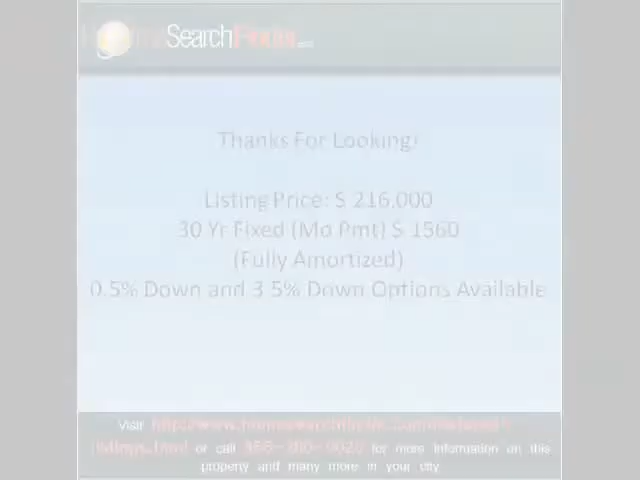 Search
Thanks For Looking!
Listing Price: $ 216,000
30 Yr Fixed (Mo Pmt) $ 1560
(Fully Amortized)
0.5% Down and 3.5% Down Options Available
Visit
or call for more information on this
property and many more in your city.